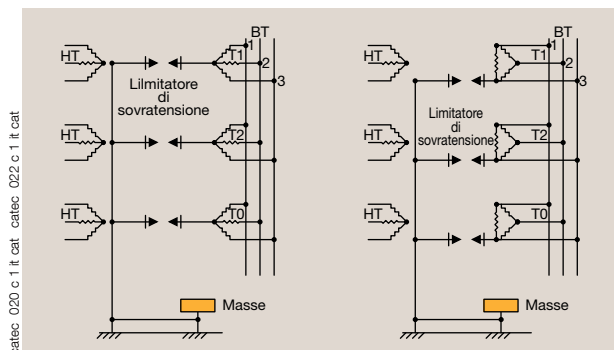 BT
1
HT
T1
2
3
Lilmitatore
di
sovratensione
HT
T2
HT
T0
Masse
BT
1
HT
T1
2
3
Limitatore
di
sovratensione
HT
T2
HT
T0
Masse
catec 020 c 1 it cat catec 022 c 1 it cat